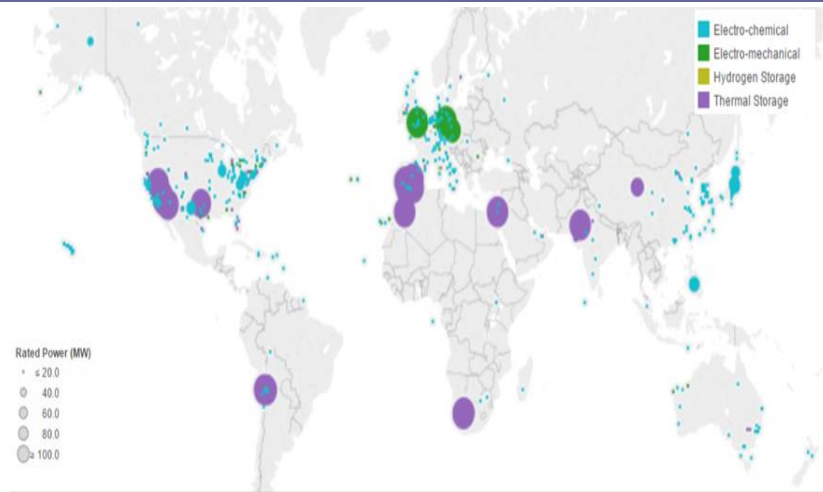 Electro-chemical
Electro-mechanical
Hydrogen Storage
Thermal Storage
Rated Power (MW)
≤ 20.0
40.0
60.0
80.0
≥ 100.0